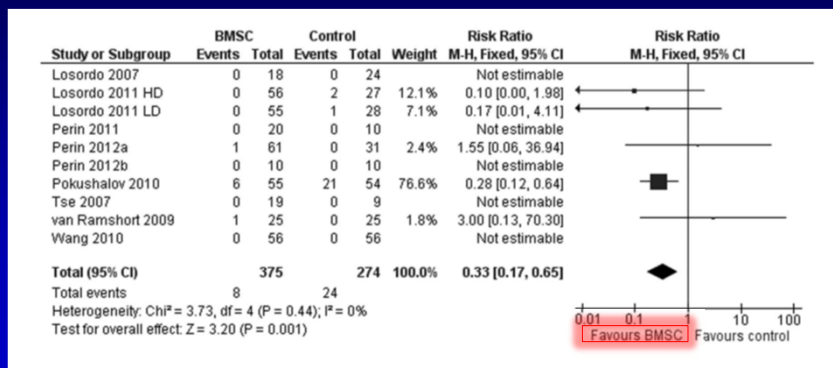 BMSC Control Risk Ratio Risk Ratio
Study or Subgroup Events Total Events Total Weight M-H, Fixed, 95% CI M-H, Fixed, 95% CI
Losordo 2007 0 18 0 24 Not estimable
Losordo 2011 HD 0 56 2 27 12.1% 0.10 [0.00, 1.98]
Losordo 2011 LD 0 55 1 28 7.1% 0.17 [0.01, 4.11]
Perin 2011 0 20 0 10 Not estimable
Perin 2012a 1 61 0 31 2.4% 1.55 [0.06, 36.94]
Perin 2012b 0 10 0 10 Not estimable
Pokushalov 2010 6 55 21 54 76.6% 0.28 [0.12, 0.64]
Tse 2007 0 19 0 9 Not estimable
van Ramshort 2009 1 25 0 25 1.8% 3.00 [0.13, 70.30]
Wang 2010 0 56 0 56 Not estimable
Total (95% CI) 375 274 100.0% 0.33 [0.17, 0.65]
Total events 8 24
Heterogeneity: Chi² = 3.73, df = 4 (P = 0.44); I² = 0%
Test for overall effect: Z = 3.20 (P = 0.001)
0.01 0.1 1 10 100
Favours BMSC Favours control